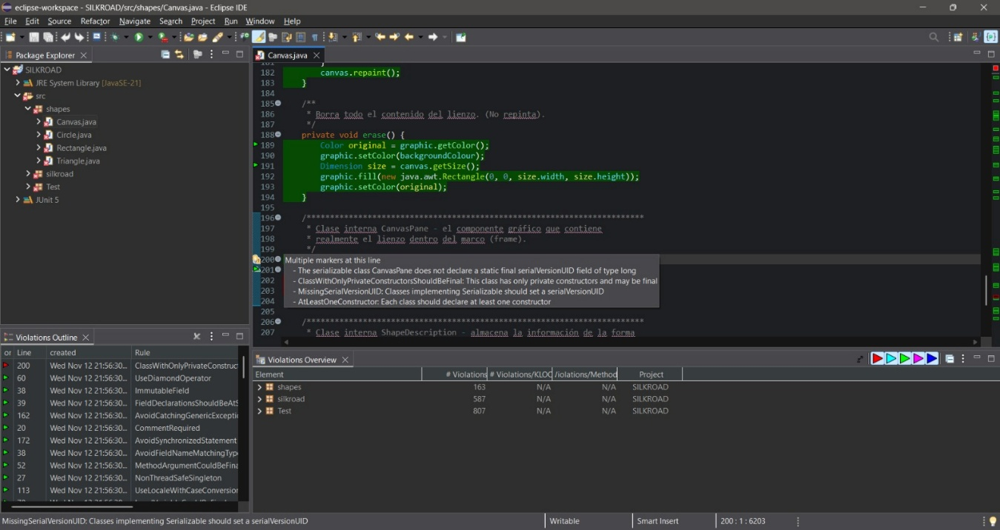 eclipse-workspace - SILKROAD/src/shapes/Canvas.java - Eclipse IDE
File Edit Source Refactor Navigate Search Project Run Window Help
Package Explorer
SILKROAD
JRE System Library [JavaSE-21]
src
shapes
Canvas.java
Circle.java
Rectangle.java
Triangle.java
silkroad
Test
JUnit 5
Canvas.java
181 }
182 canvas.repaint();
183 }
184
185 /**
186 * Borra todo el contenido del lienzo. (No repinta).
187 */
188 private void erase() {
189 Color original = graphic.getColor();
190 graphic.setColor(backgroundColour);
191 Dimension size = canvas.getSize();
192 graphic.fill(new java.awt.Rectangle(0, 0, size.width, size.height));
193 graphic.setColor(original);
194 }
195
196 /************************************************************************
197 * Clase interna CanvasPane - el componente gráfico que contiene
198 * realmente el lienzo dentro del marco (frame).
199 */
200
201
202
203
204
205
206 /************************************************************************
207 * Clase interna ShapeDescription - almacena la información de la forma
Multiple markers at this line
- The serializable class CanvasPane does not declare a static final serialVersionUID field of type long
- ClassWithOnlyPrivateConstructorsShouldBeFinal: This class has only private constructors and may be final
- MissingSerialVersionUID: Classes implementing Serializable should set a serialVersionUID
- AtLeastOneConstructor: Each class should declare at least one constructor
Violations Outline
or Line created Rule
200 Wed Nov 12 21:56:30... ClassWithOnlyPrivateConstruc
60 Wed Nov 12 21:56:30... UseDiamondOperator
38 Wed Nov 12 21:56:30... ImmutableField
39 Wed Nov 12 21:56:30... FieldDeclarationsShouldBeAtS
162 Wed Nov 12 21:56:30... AvoidCatchingGenericExcepti
20 Wed Nov 12 21:56:30... CommentRequired
172 Wed Nov 12 21:56:30... AvoidSynchronizedStatement
38 Wed Nov 12 21:56:30... AvoidFieldNameMatchingTyp
52 Wed Nov 12 21:56:30... MethodArgumentCouldBeFina
27 Wed Nov 12 21:56:30... NonThreadSafeSingleton
113 Wed Nov 12 21:56:30... UseLocaleWithCaseConversion
Violations Overview
Element # Violations # Violations/KLOC /iolations/Method Project
shapes 163 N/A N/A SILKROAD
silkroad 587 N/A N/A SILKROAD
Test 807 N/A N/A SILKROAD
MissingSerialVersionUID: Classes implementing Serializable should set a serialVersionUID
Writable
Smart Insert
200 : 1 : 6203